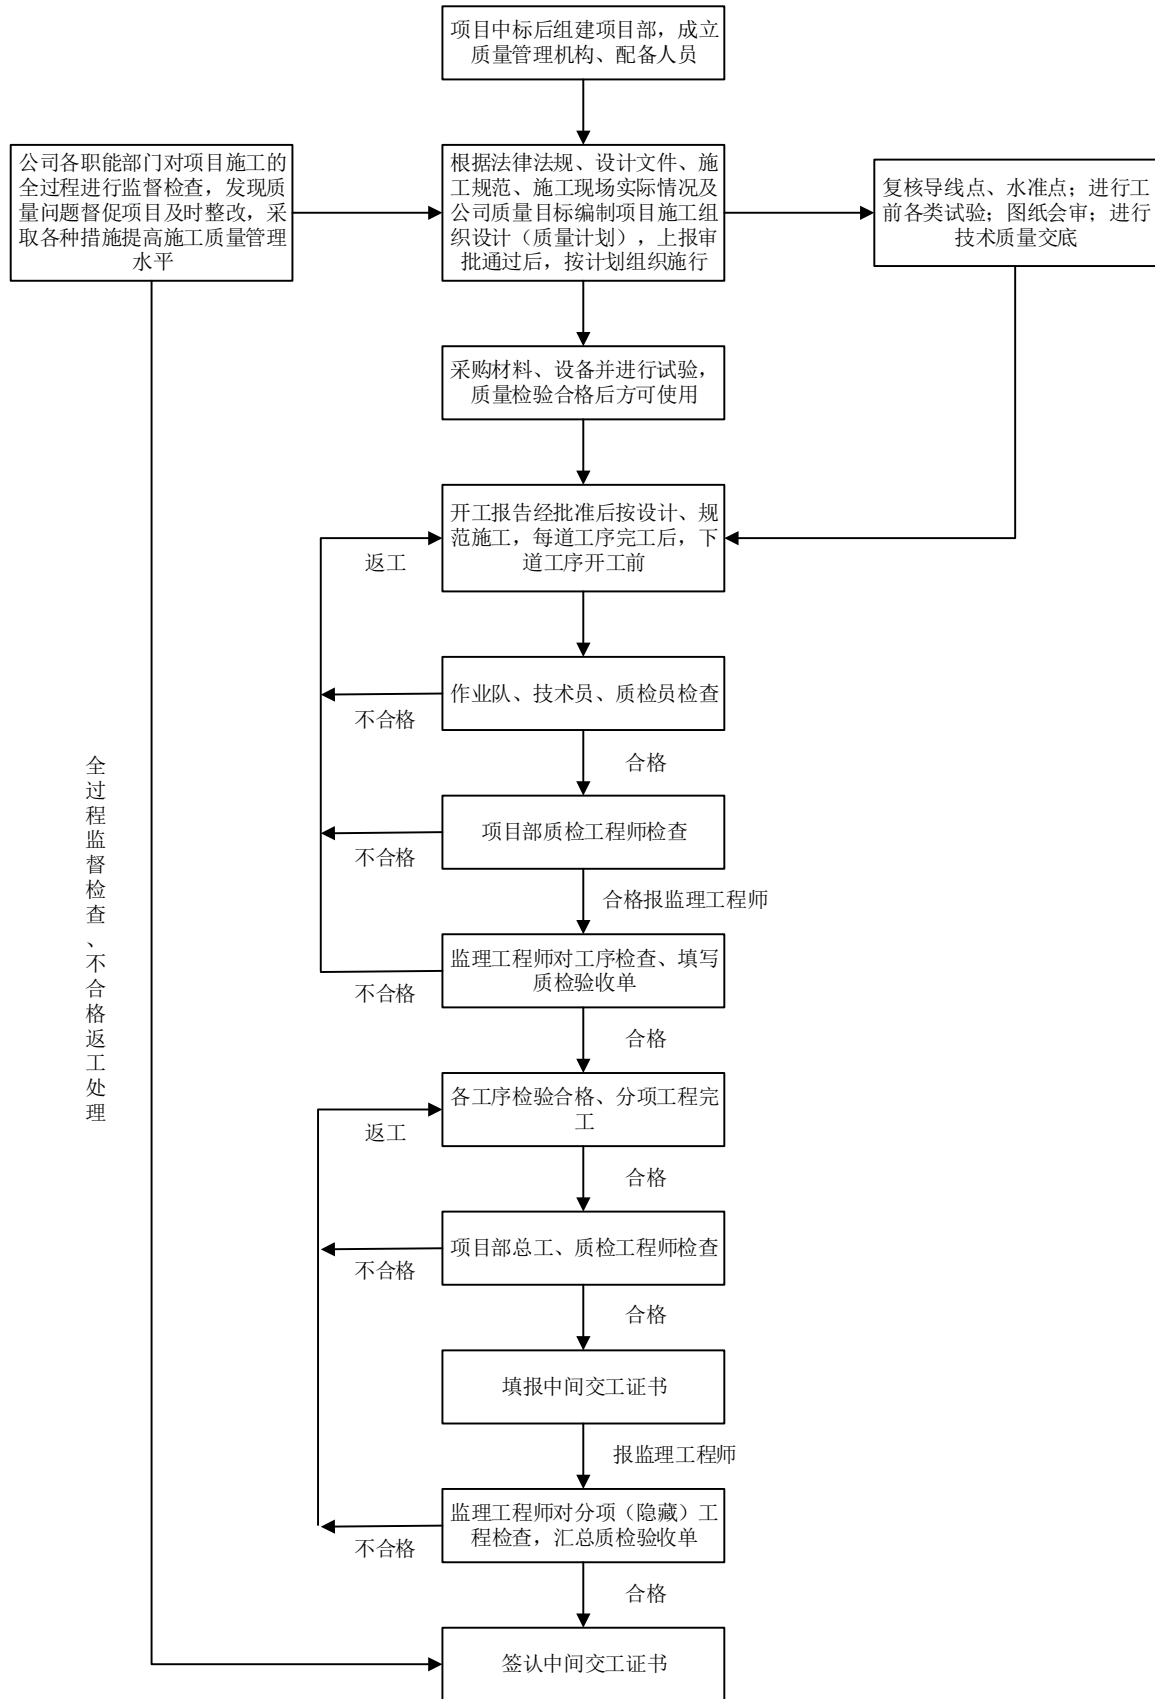 项目中标后组建项目部，成立
质量管理机构、配备人员
公司各职能部门对项目施工的
全过程进行监督检查，发现质
量问题督促项目及时整改，采
取各种措施提高施工质量管理
水平
根据法律法规、设计文件、施
工规范、施工现场实际情况及
公司质量目标编制项目施工组
织设计（质量计划），上报审
批通过后，按计划组织施行
复核导线点、水准点；进行工
前各类试验；图纸会审；进行
技术质量交底
采购材料、设备并进行试验，
质量检验合格后方可使用
开工报告经批准后按设计、规
范施工，每道工序完工后，下
道工序开工前
返工
作业队、技术员、质检员检查
不合格
合格
项目部质检工程师检查
不合格
合格报监理工程师
监理工程师对工序检查、填写
质检验收单
不合格
合格
全过程监督检查、不合格返工处理
各工序检验合格、分项工程完
工
返工
合格
项目部总工、质检工程师检查
不合格
合格
填报中间交工证书
报监理工程师
监理工程师对分项（隐藏）工
程检查，汇总质检验收单
不合格
合格
签认中间交工证书